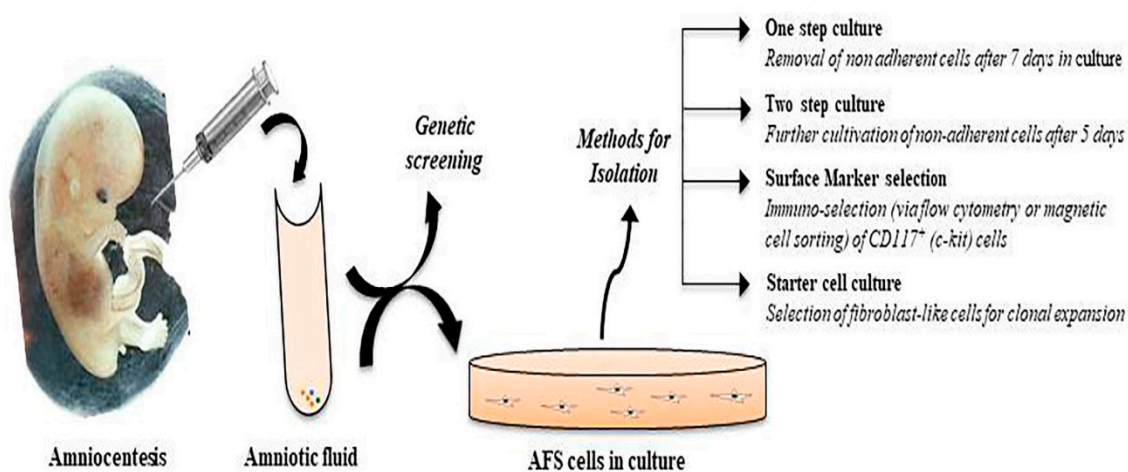 One step culture
Removal of non adherent cells after 7 days in culture
Two step culture
Further cultivation of non-adherent cells after 5 days
Surface Marker selection
Immuno-selection (via flow cytometry or magnetic
cell sorting) of CD117+ (c-kit) cells
Starter cell culture
Selection of fibroblast-like cells for clonal expansion
Genetic
screening
Methods for
Isolation
Amniocentesis
Amniotic fluid
AFS cells in culture